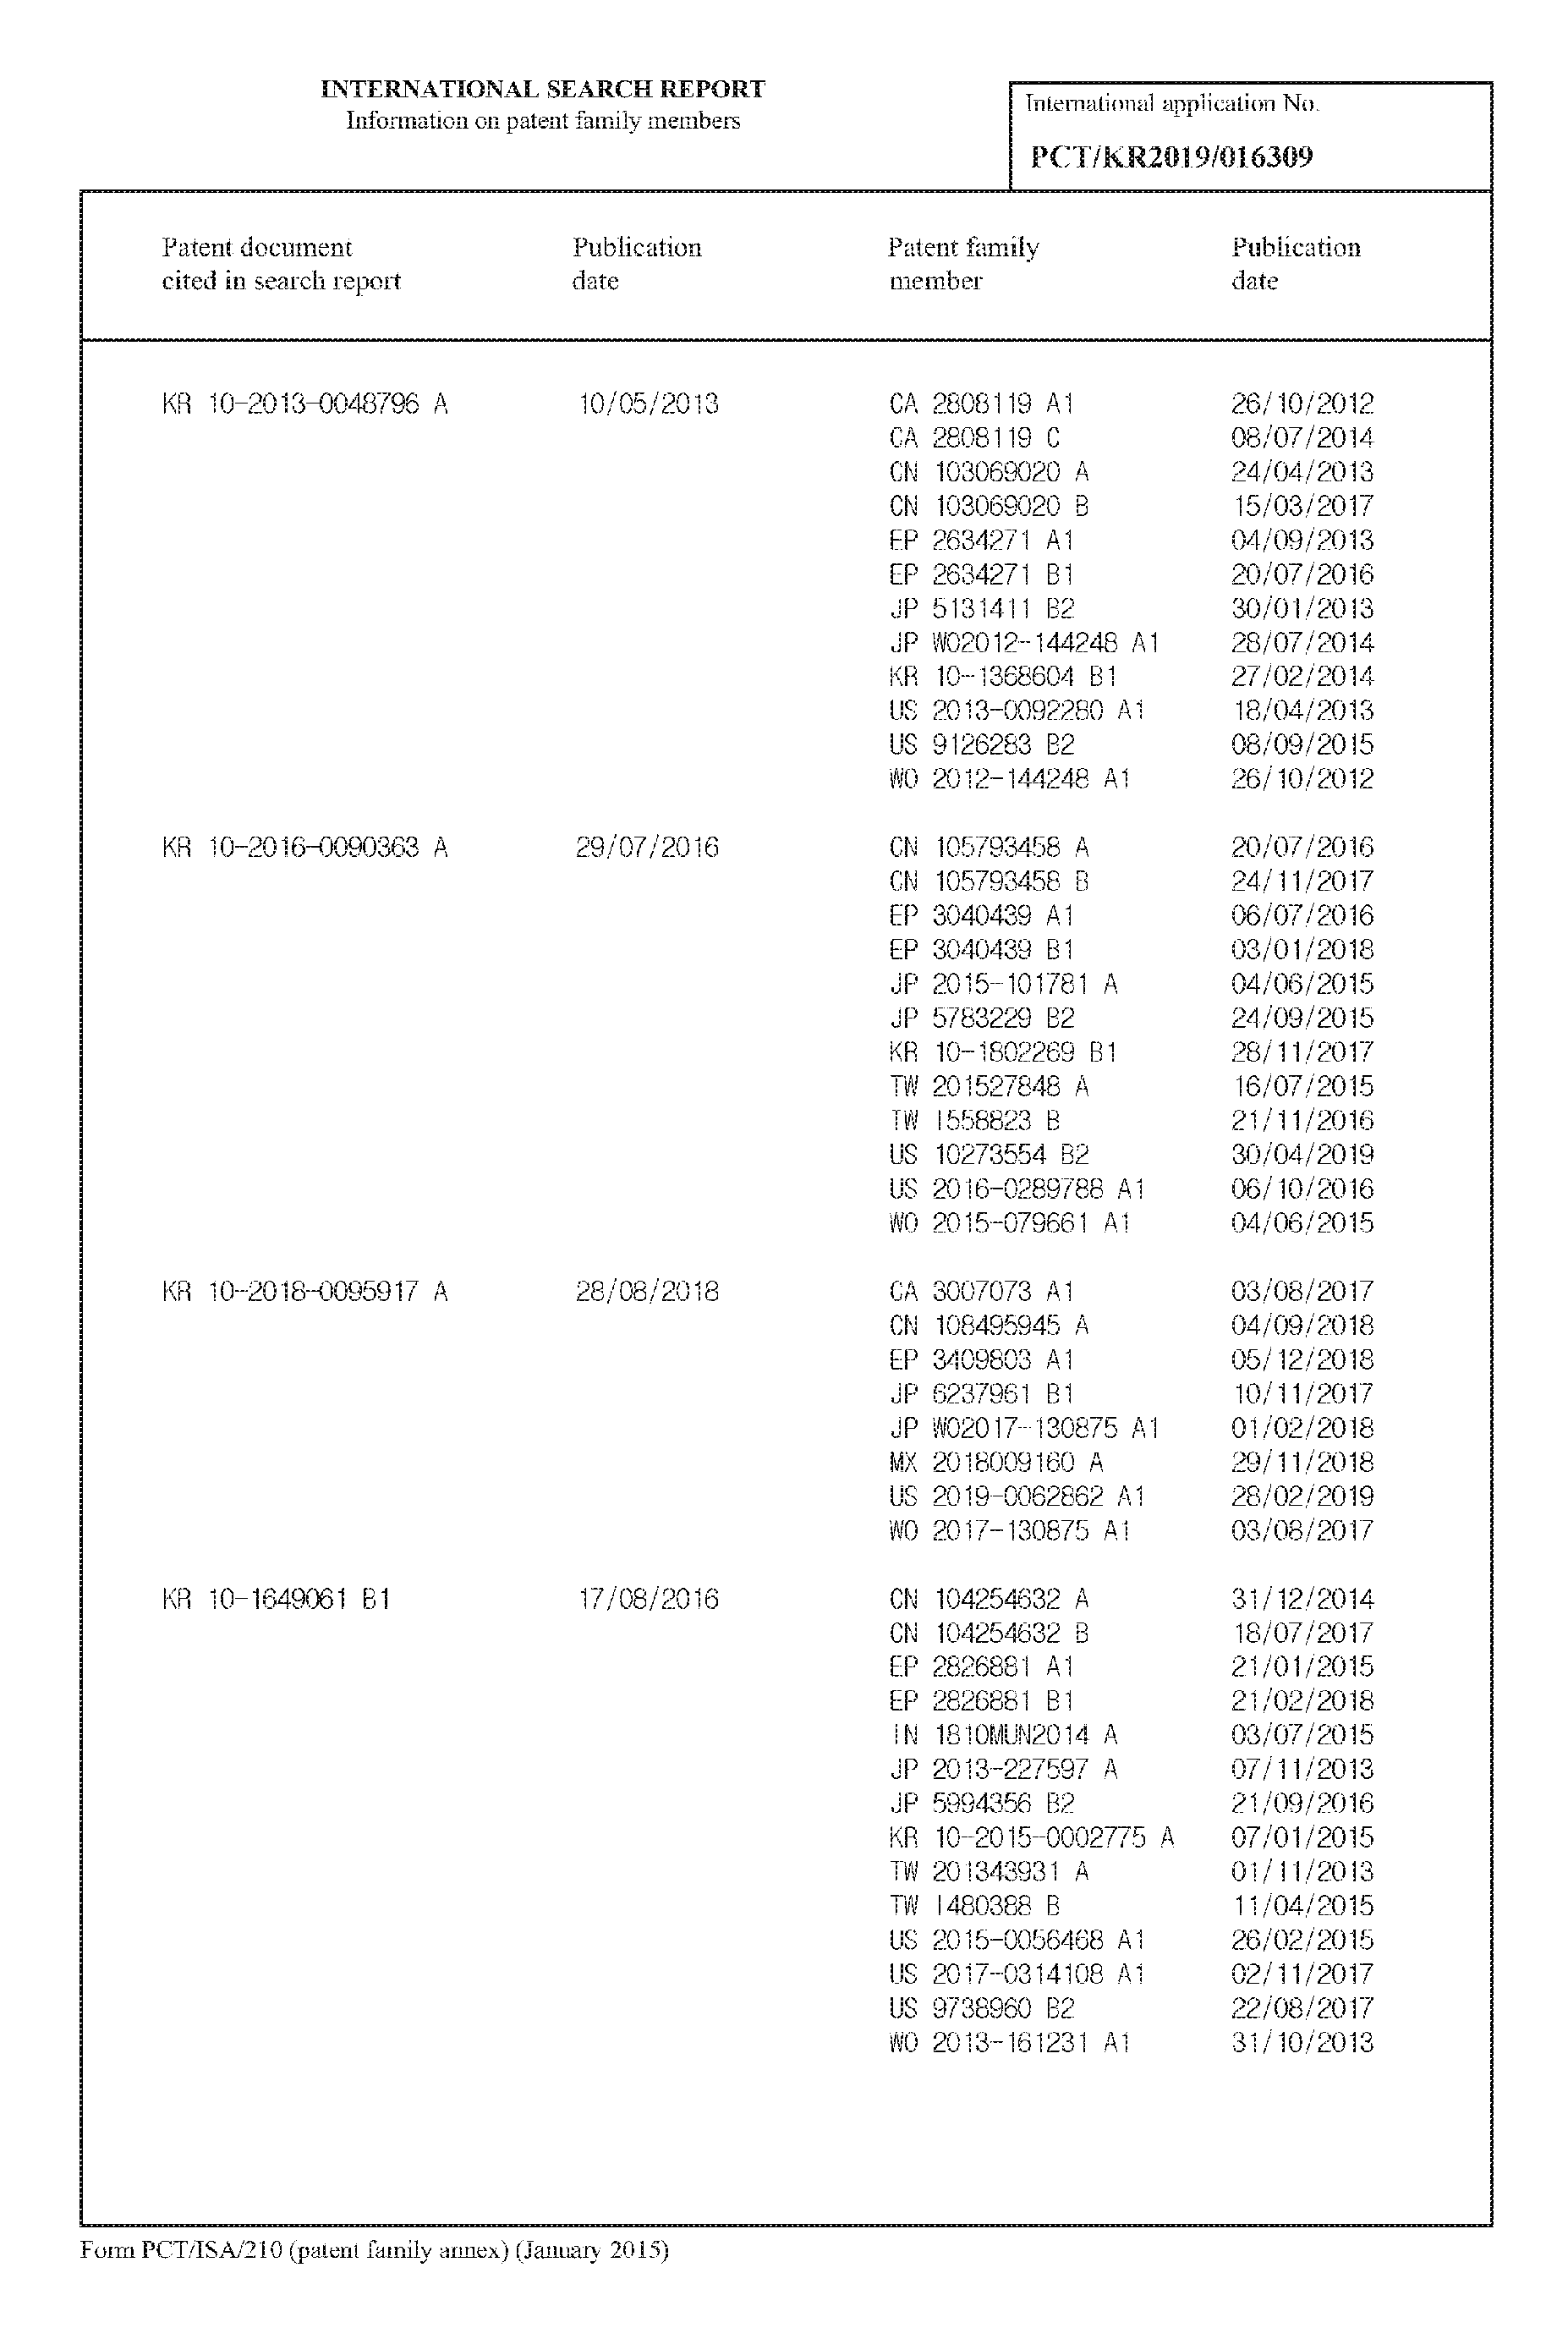 INTERNATIONAL SEARCH REPORT
Information on patent family members
International application No.
PCT/KR2019/016309
Patent document cited in search report
Publication date
Patent family member
Publication date
KR 10-2013-0048796 A 10/05/2013 CA 2808119 A1 26/10/2012
CA 2808119 C 08/07/2014
CN 103069020 A 24/04/2013
CN 103069020 B 15/03/2017
EP 2634271 A1 04/09/2013
EP 2634271 B1 20/07/2016
JP 5131411 B2 30/01/2013
JP WO2012-144248 A1 28/07/2014
KR 10-1368604 B1 27/02/2014
US 2013-0092280 A1 18/04/2013
US 9126283 B2 08/09/2015
WO 2012-144248 A1 26/10/2012
KR 10-2016-0090363 A 29/07/2016 CN 105793458 A 20/07/2016
CN 105793458 B 24/11/2017
EP 3040439 A1 06/07/2016
EP 3040439 B1 03/01/2018
JP 2015-101781 A 04/06/2015
JP 5783229 B2 24/09/2015
KR 10-1802269 B1 28/11/2017
TW 201527848 A 16/07/2015
TW I558823 B 21/11/2016
US 10273554 B2 30/04/2019
US 2016-0289788 A1 06/10/2016
WO 2015-079661 A1 04/06/2015
KR 10-2018-0095917 A 28/08/2018 CA 3007073 A1 03/08/2017
CN 108495945 A 04/09/2018
EP 3409803 A1 05/12/2018
JP 6237961 B1 10/11/2017
JP WO2017-130875 A1 01/02/2018
MX 2018009160 A 29/11/2018
US 2019-0062862 A1 28/02/2019
WO 2017-130875 A1 03/08/2017
KR 10-1649061 B1 17/08/2016 CN 104254632 A 31/12/2014
CN 104254632 B 18/07/2017
EP 2826881 A1 21/01/2015
EP 2826881 B1 21/02/2018
IN 1810MUN2014 A 03/07/2015
JP 2013-227597 A 07/11/2013
JP 5994356 B2 21/09/2016
KR 10-2015-0002775 A 07/01/2015
TW 201343931 A 01/11/2013
TW I480388 B 11/04/2015
US 2015-0056468 A1 26/02/2015
US 2017-0314108 A1 02/11/2017
US 9738960 B2 22/08/2017
WO 2013-161231 A1 31/10/2013
Form PCT/ISA/210 (patent family annex) (January 2015)